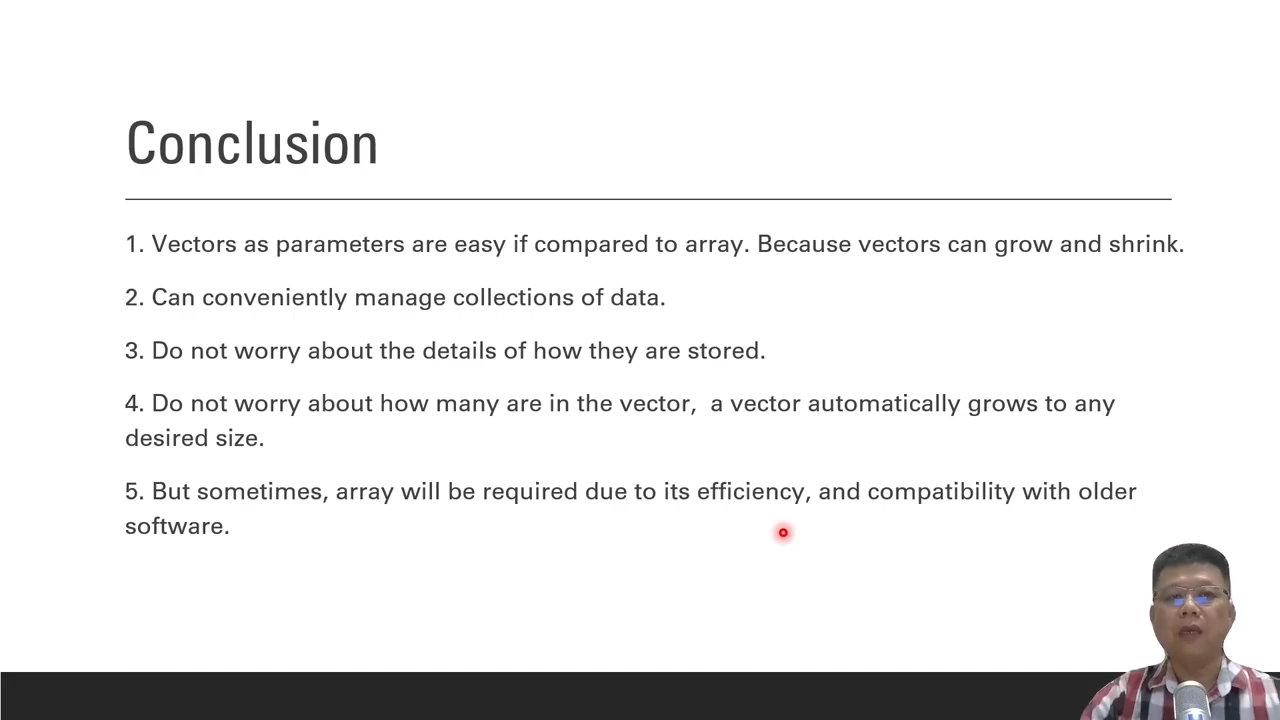 Conclusion
1. Vectors as parameters are easy if compared to array. Because vectors can grow and shrink.
2. Can conveniently manage collections of data.
3. Do not worry about the details of how they are stored.
4. Do not worry about how many are in the vector,  a vector automatically grows to any
desired size.
5. But sometimes, array will be required due to its efficiency, and compatibility with older
software.